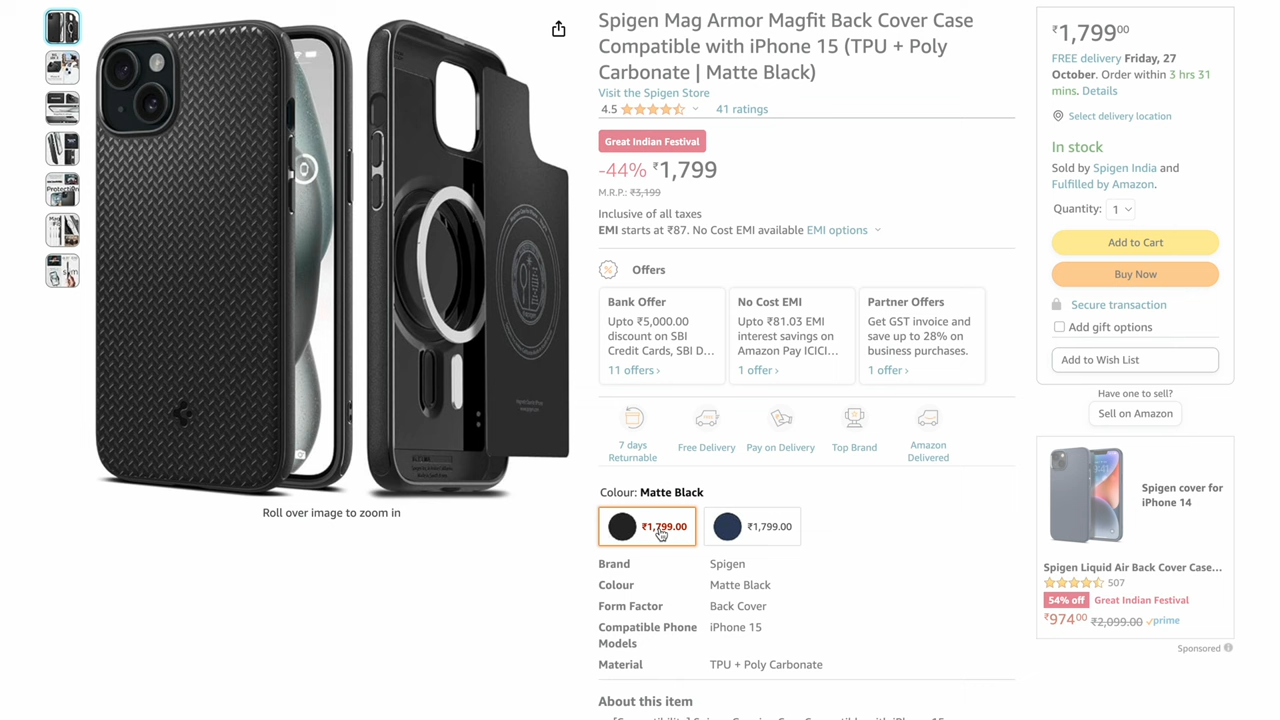 Spigen Mag Armor Magfit Back Cover Case
Compatible with iPhone 15 (TPU + Poly
Carbonate | Matte Black)
Visit the Spigen Store
4.5 41 ratings
Great Indian Festival
-44% ₹1,799
M.R.P.: ₹3,199
Inclusive of all taxes
EMI starts at ₹87. No Cost EMI available EMI options
Offers
Bank Offer
Upto ₹5,000.00
discount on SBI
Credit Cards, SBI D...
11 offers ›
No Cost EMI
Upto ₹81.03 EMI
interest savings on
Amazon Pay ICICI...
1 offer ›
Partner Offers
Get GST invoice and
save up to 28% on
business purchases.
1 offer ›
7 days
Returnable
Free Delivery
Pay on Delivery
Top Brand
Amazon
Delivered
Colour: Matte Black
₹1,799.00
₹1,799.00
Brand Spigen
Colour Matte Black
Form Factor Back Cover
Compatible Phone iPhone 15
Models
Material TPU + Poly Carbonate
About this item
Roll over image to zoom in
Protection
₹1,799.00
FREE delivery Friday, 27
October. Order within 3 hrs 31
mins. Details
Select delivery location
In stock
Sold by Spigen India and
Fulfilled by Amazon.
Quantity: 1
Add to Cart
Buy Now
Secure transaction
Add gift options
Add to Wish List
Have one to sell?
Sell on Amazon
Spigen cover for
iPhone 14
Spigen Liquid Air Back Cover Case...
507
54% off Great Indian Festival
₹974.00 ₹2,099.00 prime
Sponsored